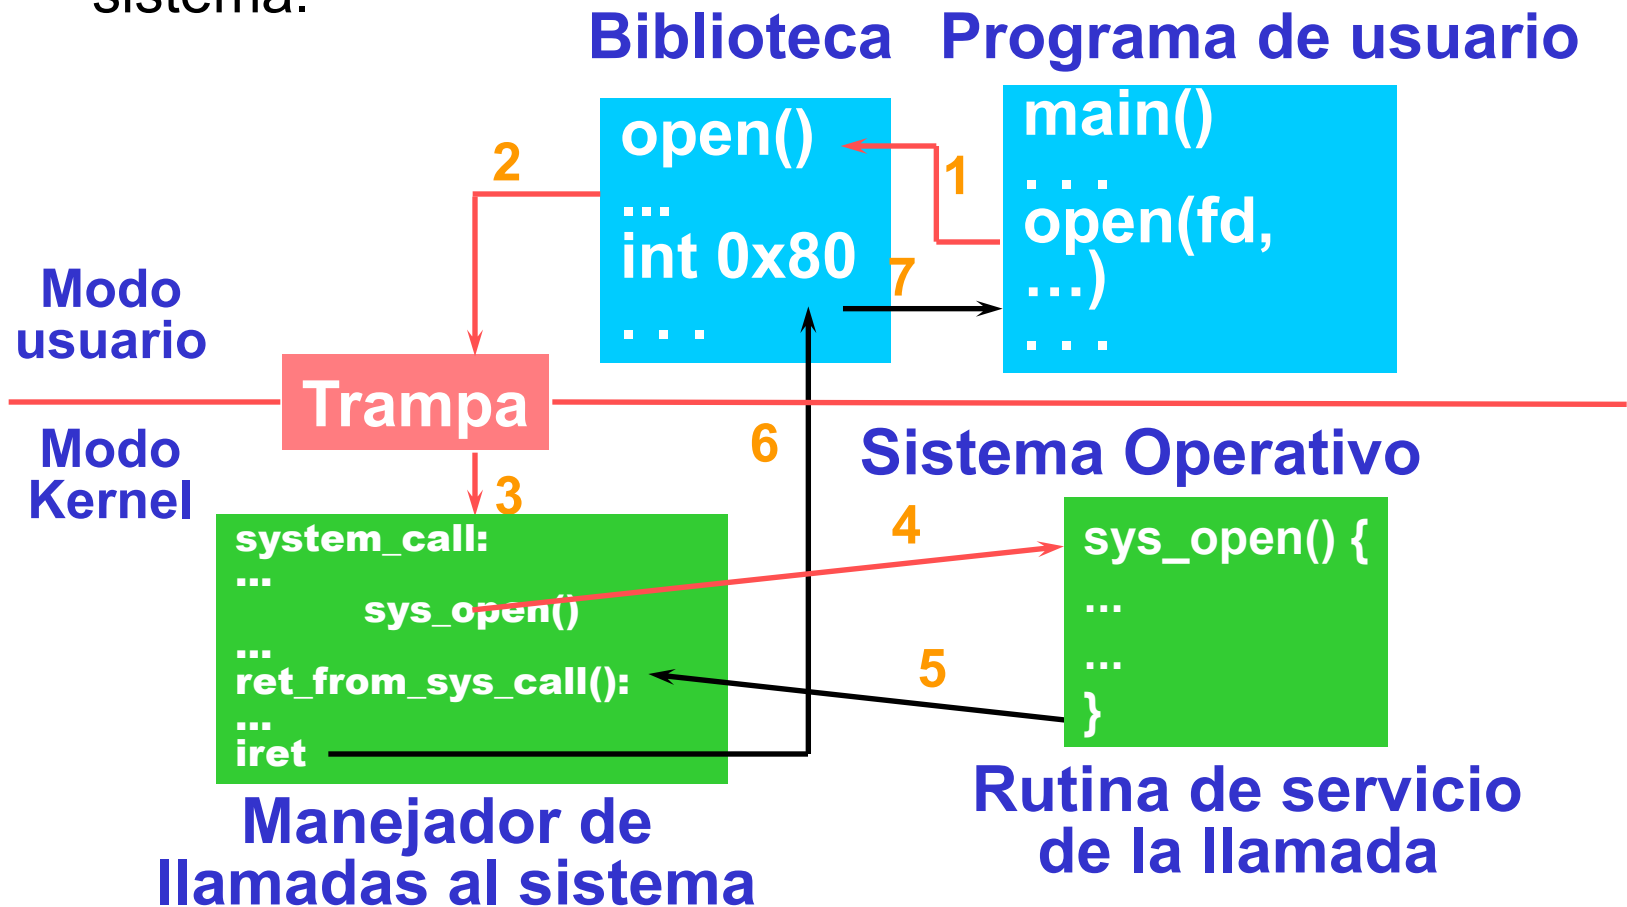 sistema:
Biblioteca
Programa de usuario
open()
...
int 0x80
. . .
main()
. . .
open(fd,
...)
. . .
1
2
7
Modo
usuario
Trampa
Modo
Kernel
3
6
Sistema Operativo
4
system_call:
...
sys_open()
...
ret_from_sys_call():
...
iret
5
sys_open() {
...
...
}
Manejador de
llamadas al sistema
Rutina de servicio
de la llamada